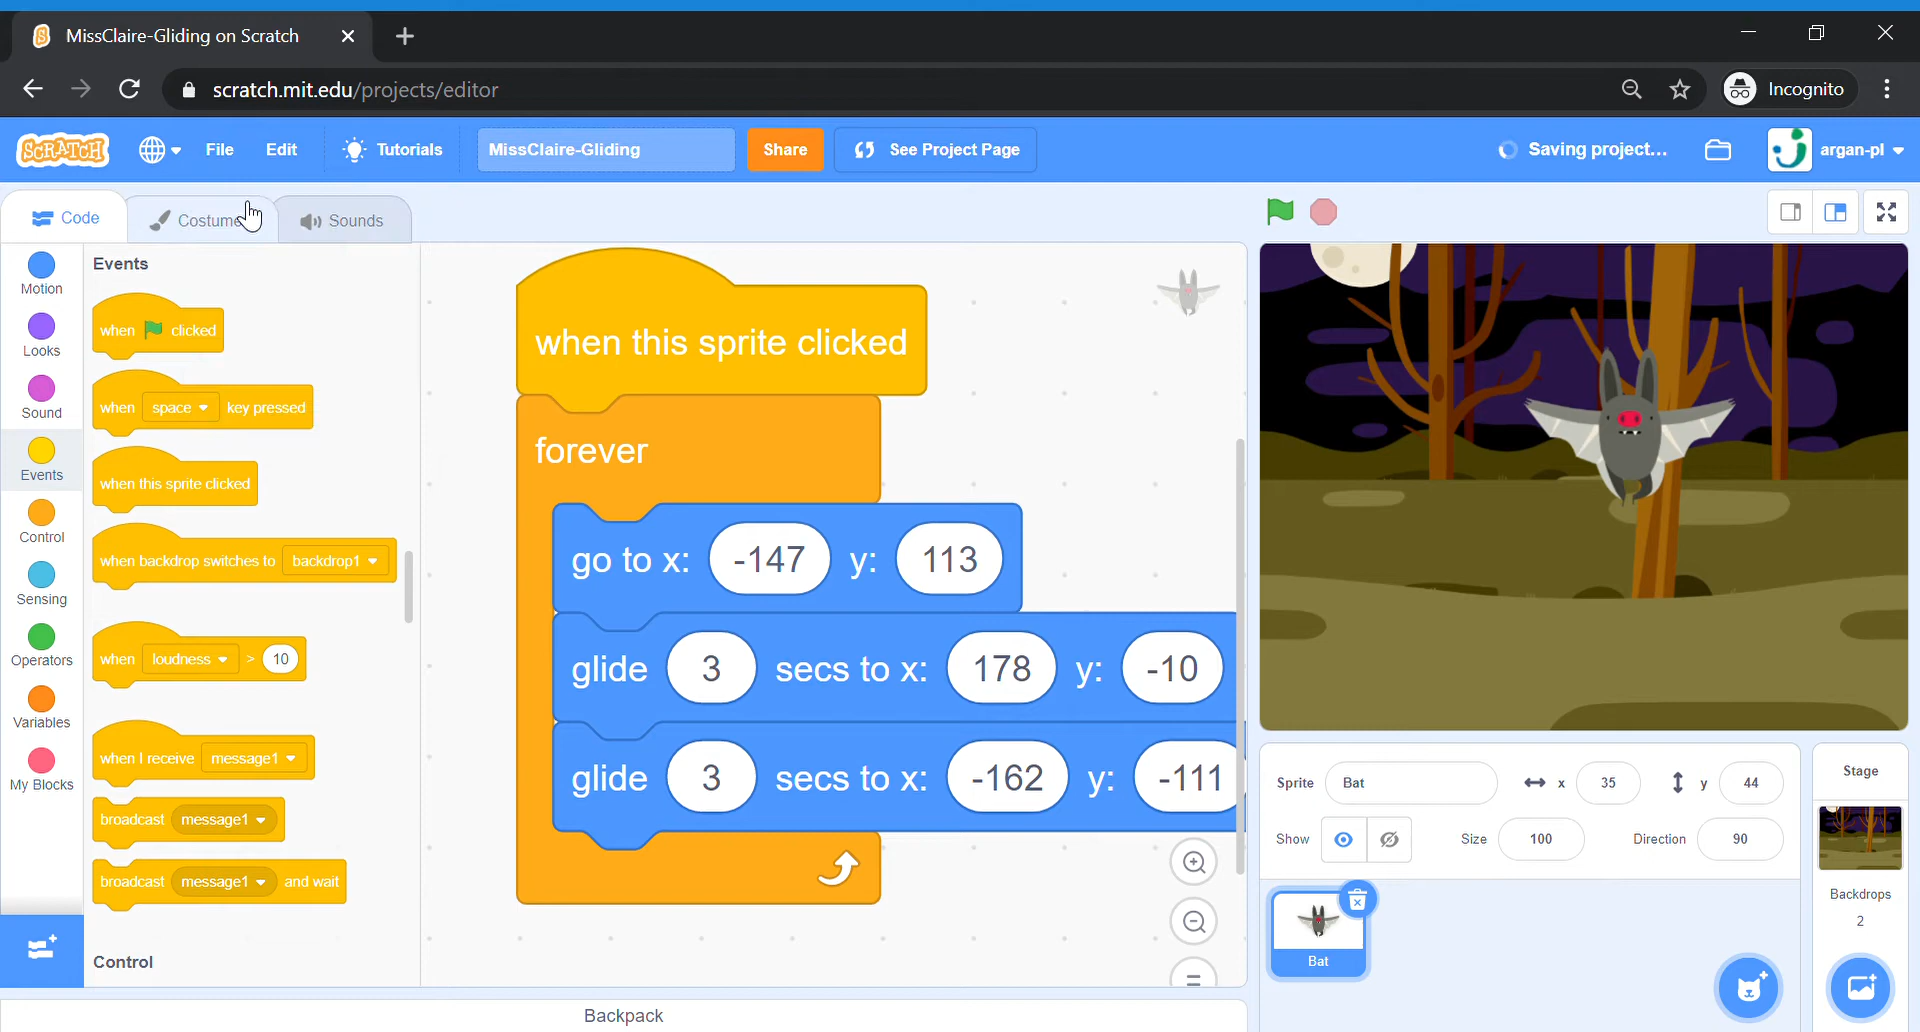 MissClaire-Gliding on Scratch
scratch.mit.edu/projects/editor
Incognito
SCRATCH
File
Edit
Tutorials
MissClaire-Gliding
Share
See Project Page
Saving project...
argan-pl
Code
Costume
Sounds
Motion
Looks
Sound
Events
Control
Sensing
Operators
Variables
My Blocks
Events
when clicked
when space key pressed
when this sprite clicked
when backdrop switches to backdrop1
when loudness > 10
when I receive message1
broadcast message1
broadcast message1 and wait
Control
when this sprite clicked
forever
go to x: -147 y: 113
glide 3 secs to x: 178 y: -10
glide 3 secs to x: -162 y: -111
Backpack
Sprite Bat x 35 y 44
Show Size 100 Direction 90
Bat
Stage
Backdrops
2